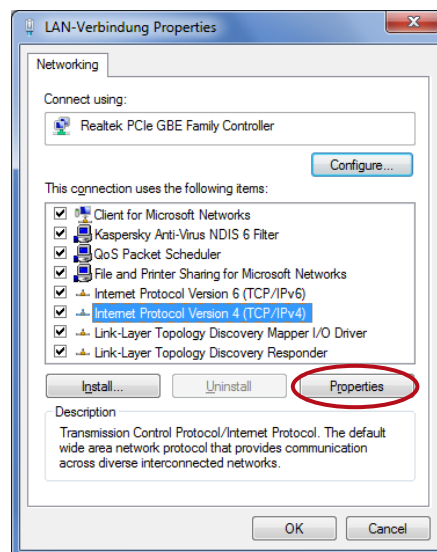 LAN-Verbindung Properties
Networking
Connect using:
Realtek PCIe GBE Family Controller
Configure...
This connection uses the following items:
Client for Microsoft Networks
Kaspersky Anti-Virus NDIS 6 Filter
QoS Packet Scheduler
File and Printer Sharing for Microsoft Networks
Internet Protocol Version 6 (TCP/IPv6)
Internet Protocol Version 4 (TCP/IPv4)
Link-Layer Topology Discovery Mapper I/O Driver
Link-Layer Topology Discovery Responder
Install... Uninstall Properties
Description
Transmission Control Protocol/Internet Protocol. The default
wide area network protocol that provides communication
across diverse interconnected networks.
OK Cancel